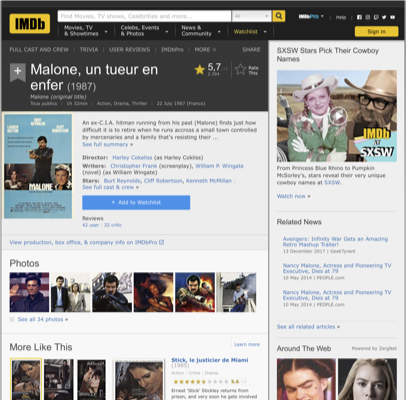 IMDb
Find Movies, TV shows, Celebrities and more...
All
IMDbPro
Help
Movies, TV
& Showtimes
Celebs, Events
& Photos
News &
Community
Watchlist
Sign in
FULL CAST AND CREW | TRIVIA | USER REVIEWS | IMDbPro | MORE
SHARE
Malone, un tueur en
enfer (1987)
Malone (original title)
Tous publics | 1h 32min | Action, Drama, Thriller | 22 July 1987 (France)
5,7
Rate
This
An ex-C.I.A. hitman running from his past (Malone) finds just how
difficult it is to retire when he runs accross a small town controlled
by mercenaries and a family that's resisting their ...
See full summary »
Director: Harley Cokeliss (as Harley Cokliss)
Writers: Christopher Frank (screenplay), William P. Wingate
(novel) (as William Wingate)
Stars: Burt Reynolds, Cliff Robertson, Kenneth McMillan |
See full cast & crew »
+ Add to Watchlist
Reviews
42 user | 32 critic
MALONE
View production, box office, & company info on IMDbPro
Photos
See all 34 photos »
More Like This
Learn more
Stick, le justicier de Miami
(1985)
Action | Crime | Drama
Ernest 'Stick' Stickley returns from
prison, and very soon he gets involved
SXSW Stars Pick Their Cowboy
Names
IMDb
AT
SXSW
From Princess Blue Rhino to Pumpkin
McSorley's, stars reveal their very unique
cowboy names at SXSW.
Watch now »
Related News
Avengers: Infinity War Gets an Amazing
Retro Mashup Trailer!
13 December 2017 | GeekTyrant
Nancy Malone, Actress and Pioneering TV
Executive, Dies at 79
10 May 2014 | PEOPLE.com
Nancy Malone, Actress and Pioneering TV
Executive, Dies at 79
10 May 2014 | PEOPLE.com
See all related articles »
Around The Web
Powered by ZergNet